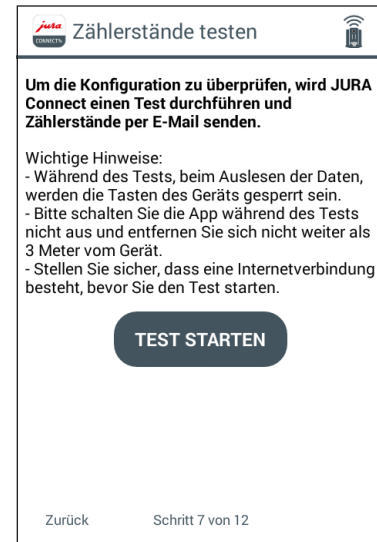 jura
CONNECT
Zählerstände testen
Um die Konfiguration zu überprüfen, wird JURA
Connect einen Test durchführen und
Zählerstände per E-Mail senden.
Wichtige Hinweise:
- Während des Tests, beim Auslesen der Daten,
werden die Tasten des Geräts gesperrt sein.
- Bitte schalten Sie die App während des Tests
nicht aus und entfernen Sie sich nicht weiter als
3 Meter vom Gerät.
- Stellen Sie sicher, dass eine Internetverbindung
besteht, bevor Sie den Test starten.
TEST STARTEN
Zurück Schritt 7 von 12